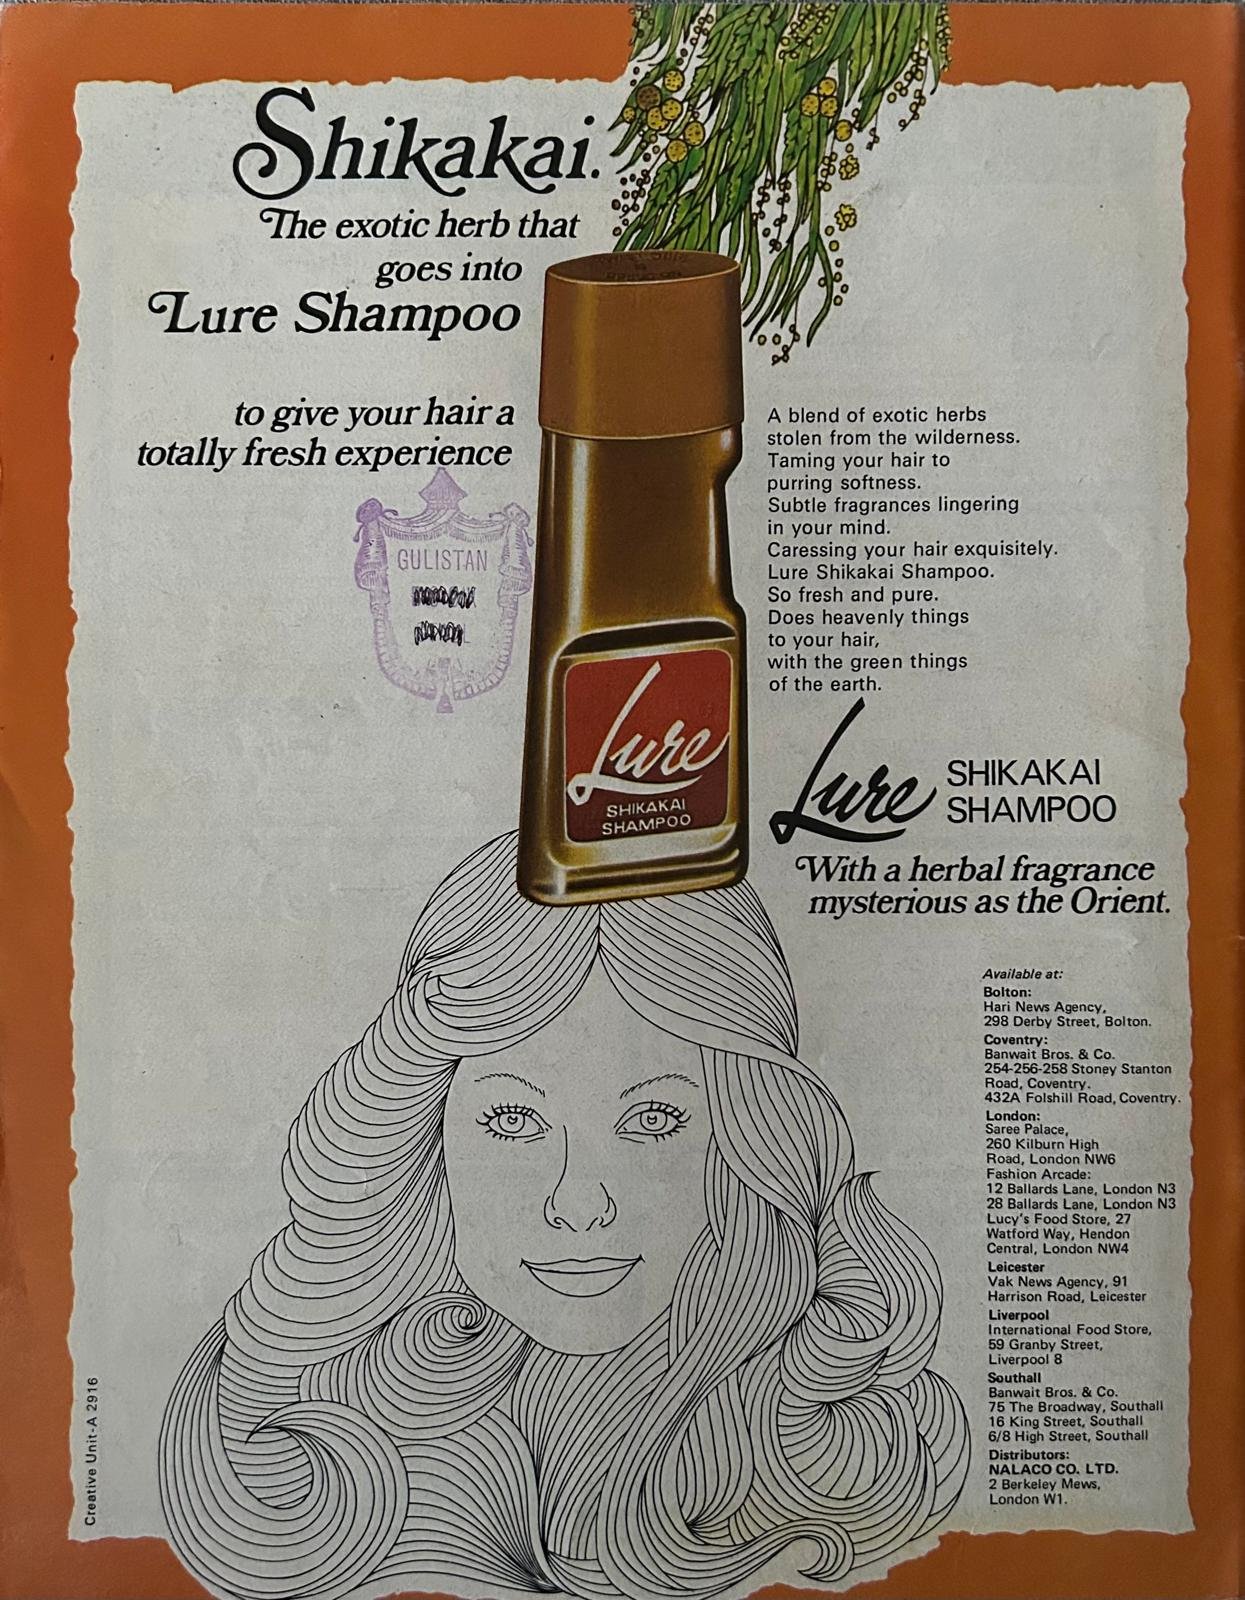 Shikakai.
The exotic herb that
goes into
Lure Shampoo
to give your hair a
totally fresh experience
GULISTAN
A blend of exotic herbs
stolen from the wilderness.
Taming your hair to
purring softness.
Subtle fragrances lingering
in your mind.
Caressing your hair exquisitely.
Lure Shikakai Shampoo.
So fresh and pure.
Does heavenly things
to your hair,
with the green things
of the earth.
Lure
SHIKAKAI
SHAMPOO
Lure SHIKAKAI
SHAMPOO
With a herbal fragrance
mysterious as the Orient.
Available at:
Bolton:
Hari News Agency,
298 Derby Street, Bolton.
Coventry:
Banwait Bros. & Co.
254-256-258 Stoney Stanton
Road, Coventry.
432A Folshill Road, Coventry.
London:
Saree Palace,
260 Kilburn High
Road, London NW6
Fashion Arcade:
12 Ballards Lane, London N3
28 Ballards Lane, London N3
Lucy's Food Store, 27
Watford Way, Hendon
Central, London NW4
Leicester
Vak News Agency, 91
Harrison Road, Leicester
Liverpool
International Food Store,
59 Granby Street,
Liverpool 8
Southall
Banwait Bros. & Co.
75 The Broadway, Southall
16 King Street, Southall
6/8 High Street, Southall
Distributors:
NALACO CO. LTD.
2 Berkeley Mews,
London W1.
Creative Unit-A 2916